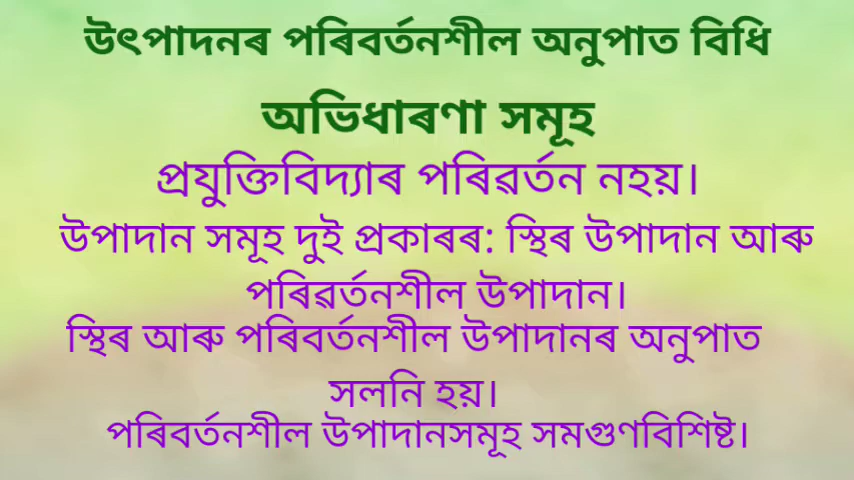 উৎপাদনৰ পৰিবৰ্তনশীল অনুপাত বিধি
অভিধাৰণা সমূহ
প্ৰযুক্তিবিদ্যাৰ পৰিৱৰ্তন নহয়।
উপাদান সমূহ দুই প্ৰকাৰৰ: স্থিৰ উপাদান আৰু
পৰিৱৰ্তনশীল উপাদান।
স্থিৰ আৰু পৰিবৰ্তনশীল উপাদানৰ অনুপাত
সলনি হয়।
পৰিবৰ্তনশীল উপাদানসমূহ সমগুণবিশিষ্ট।